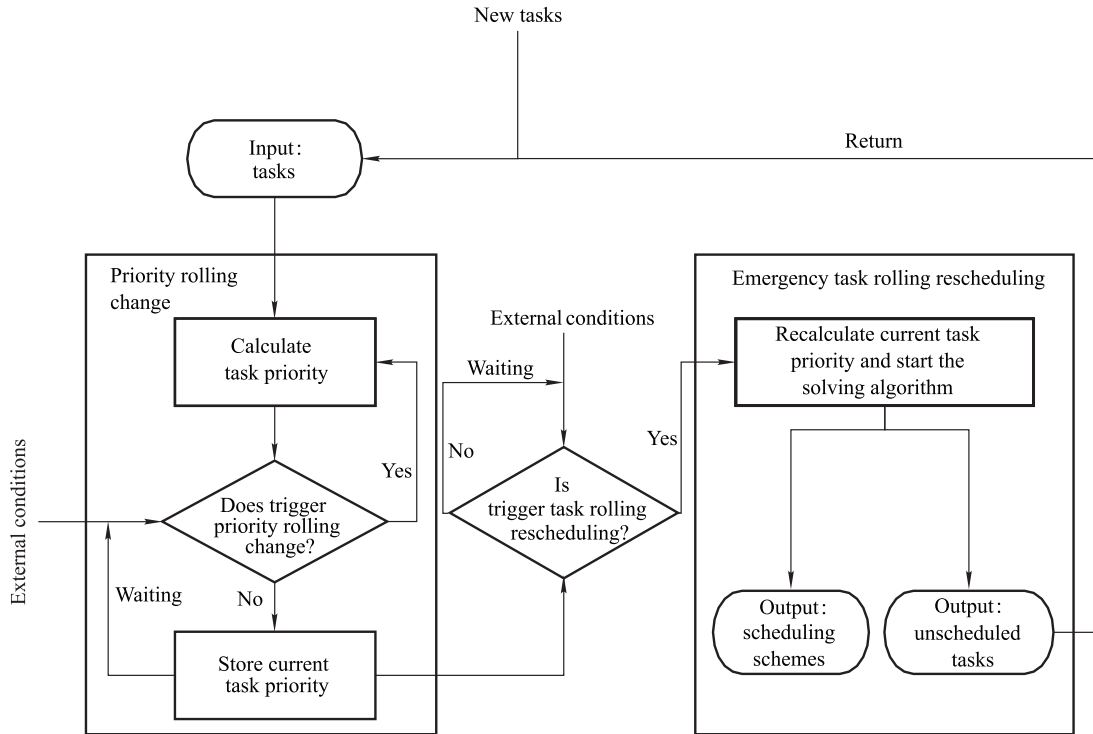 New tasks
Input:
tasks
Return
Priority rolling
change
Calculate
task priority
Yes
Does trigger
priority rolling
change?
External conditions
Waiting
No
Store current
task priority
External conditions
Waiting
No
Is
trigger task rolling
rescheduling?
Yes
Emergency task rolling rescheduling
Recalculate current task
priority and start the
solving algorithm
Output:
scheduling
schemes
Output:
unscheduled
tasks